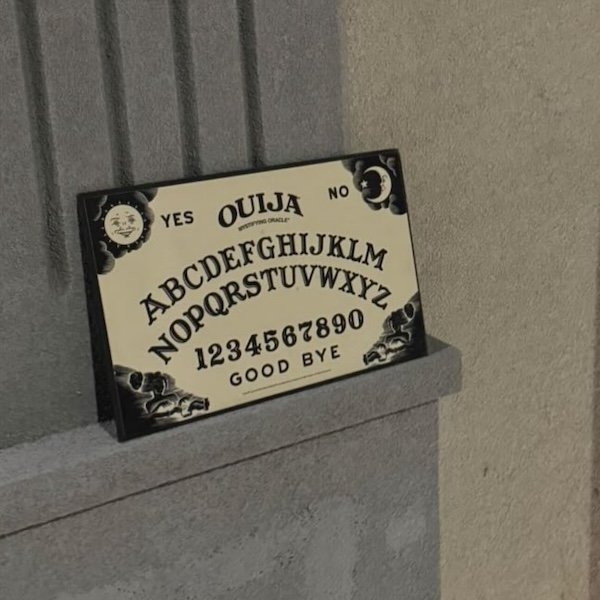 YES OUIJA NO
MYSTIFYING ORACLE
ABCDEFGHIJKLM
NOPQRSTUVWXYZ
1234567890
GOOD BYE